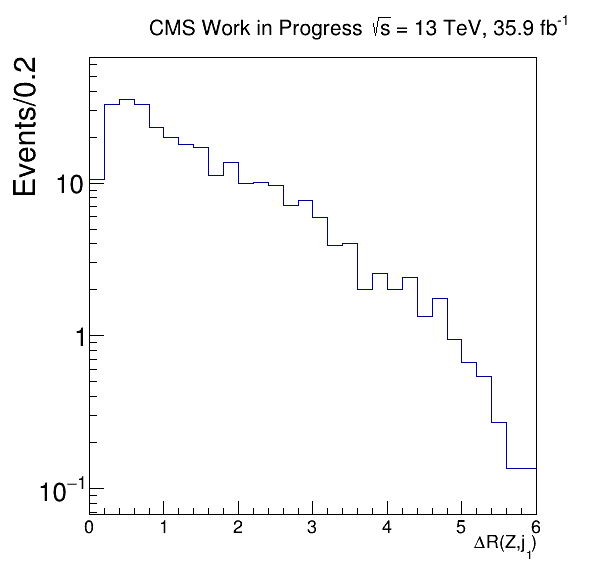 CMS Work in Progress √s = 13 TeV, 35.9 fb⁻¹
Events/0.2
10
1
10⁻¹
0 1 2 3 4 5 6
ΔR(Z,j₁)